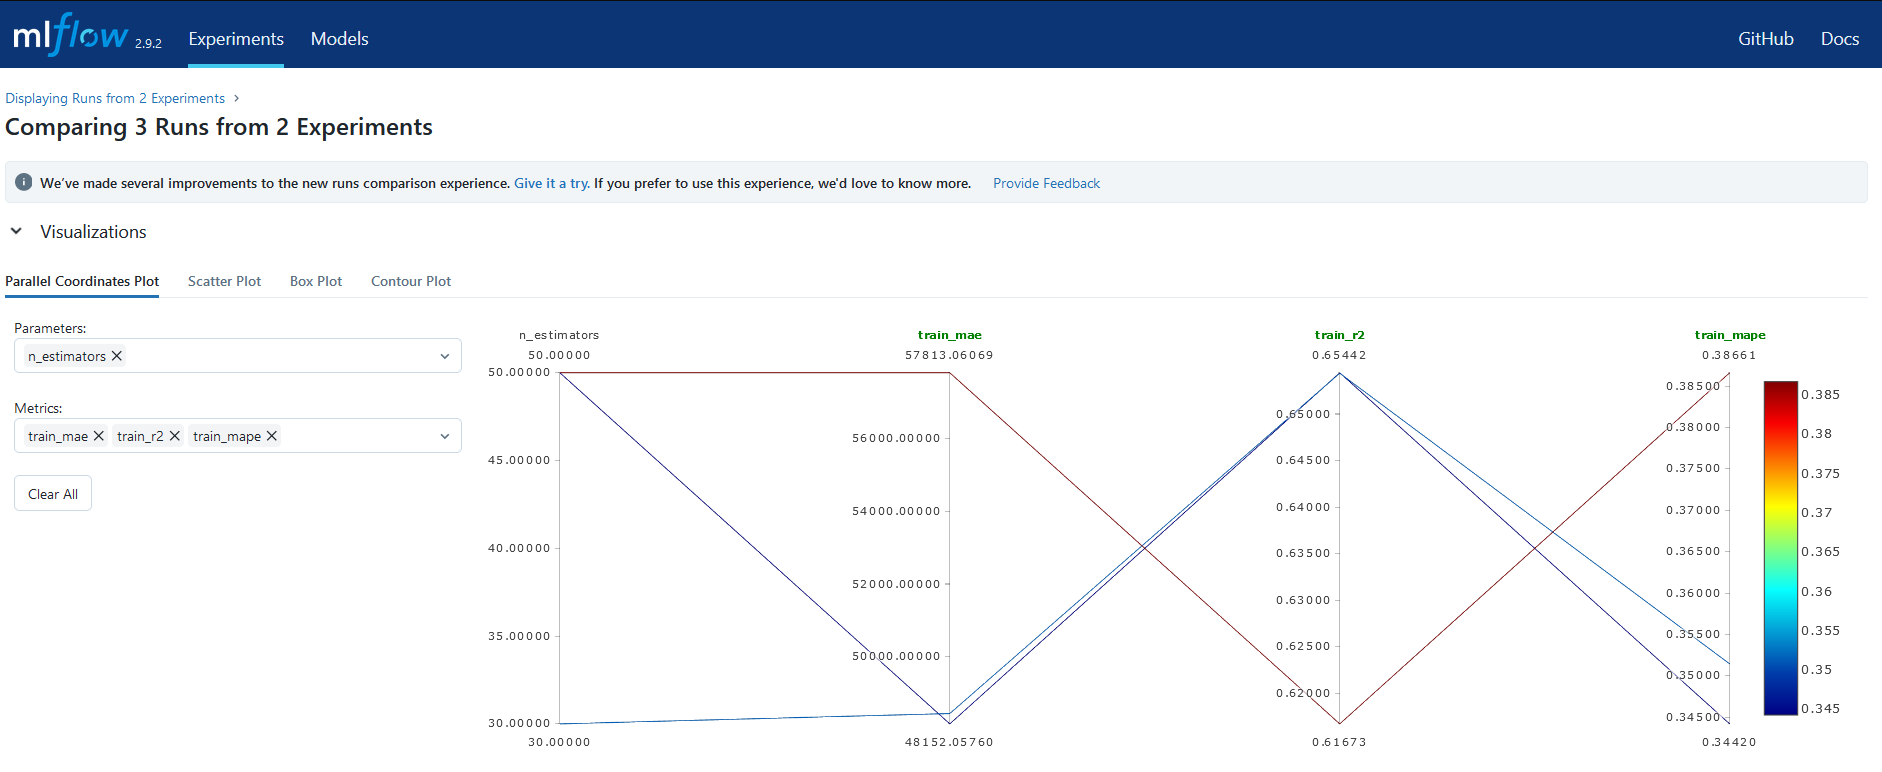 mlflow 2.9.2 Experiments Models GitHub Docs
Displaying Runs from 2 Experiments
Comparing 3 Runs from 2 Experiments
We've made several improvements to the new runs comparison experience. Give it a try. If you prefer to use this experience, we'd love to know more. Provide Feedback
Visualizations
Parallel Coordinates Plot Scatter Plot Box Plot Contour Plot
Parameters:
n_estimators
Metrics:
train_mae train_r2 train_mape
Clear All
n_estimators
50.00000
50.00000
45.00000
40.00000
35.00000
30.00000
30.00000
train_mae
57813.06069
56000.00000
54000.00000
52000.00000
50000.00000
48152.05760
train_r2
0.65442
0.65000
0.64500
0.64000
0.63500
0.63000
0.62500
0.62000
0.61673
train_mape
0.38661
0.38500
0.38000
0.37500
0.37000
0.36500
0.36000
0.35500
0.35000
0.34500
0.34420
0.385
0.38
0.375
0.37
0.365
0.36
0.355
0.35
0.345